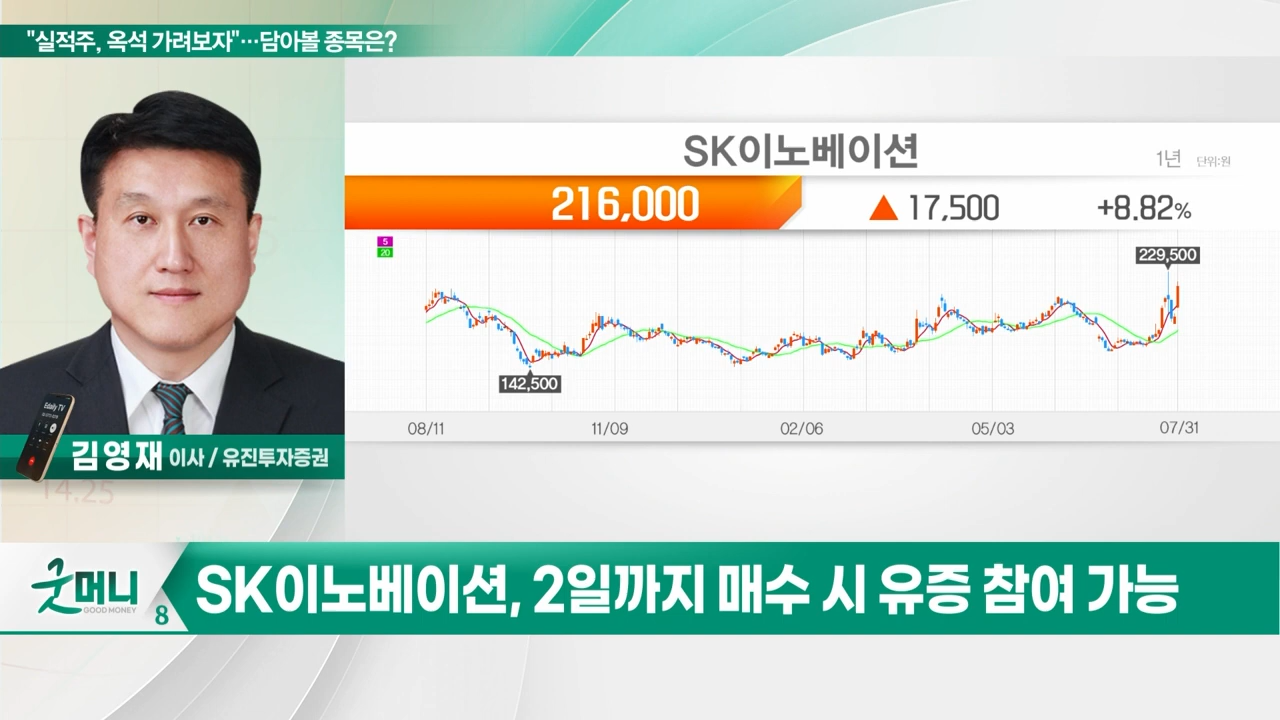 "실적주, 옥석 가려보자"…담아볼 종목은?
SK이노베이션
1년 단위:원
216,000 ▲ 17,500 +8.82%
5
20
229,500
142,500
08/11 11/09 02/06 05/03 07/31
Edaily TV
김영재 이사 / 유진투자증권
14.25
굿머니
GOOD MONEY
8
SK이노베이션, 2일까지 매수 시 유증 참여 가능